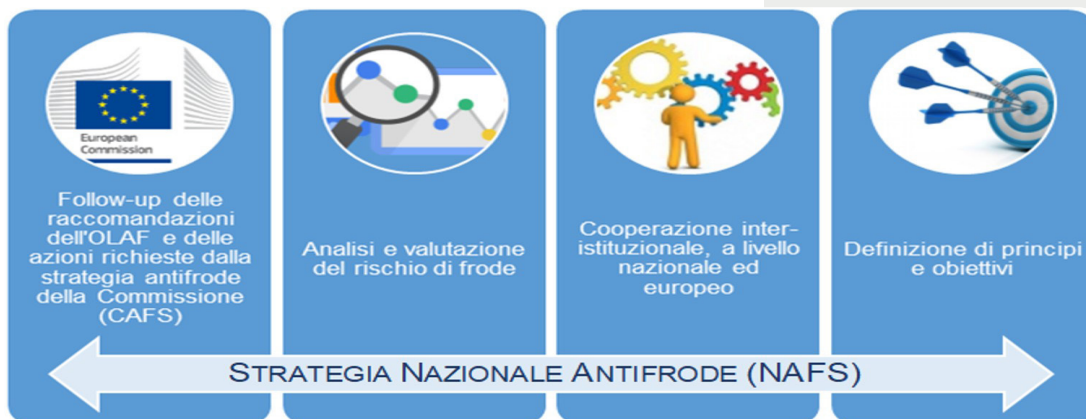 European
Commission
Follow-up delle
raccomandazioni
dell'OLAF e delle
azioni richieste dalla
strategia antifrode
della Commissione
(CAFS)
Analisi e valutazione
del rischio di frode
Cooperazione inter-
istituzionale, a livello
nazionale ed
europeo
Definizione di principi
e obiettivi
STRATEGIA NAZIONALE ANTIFRODE (NAFS)